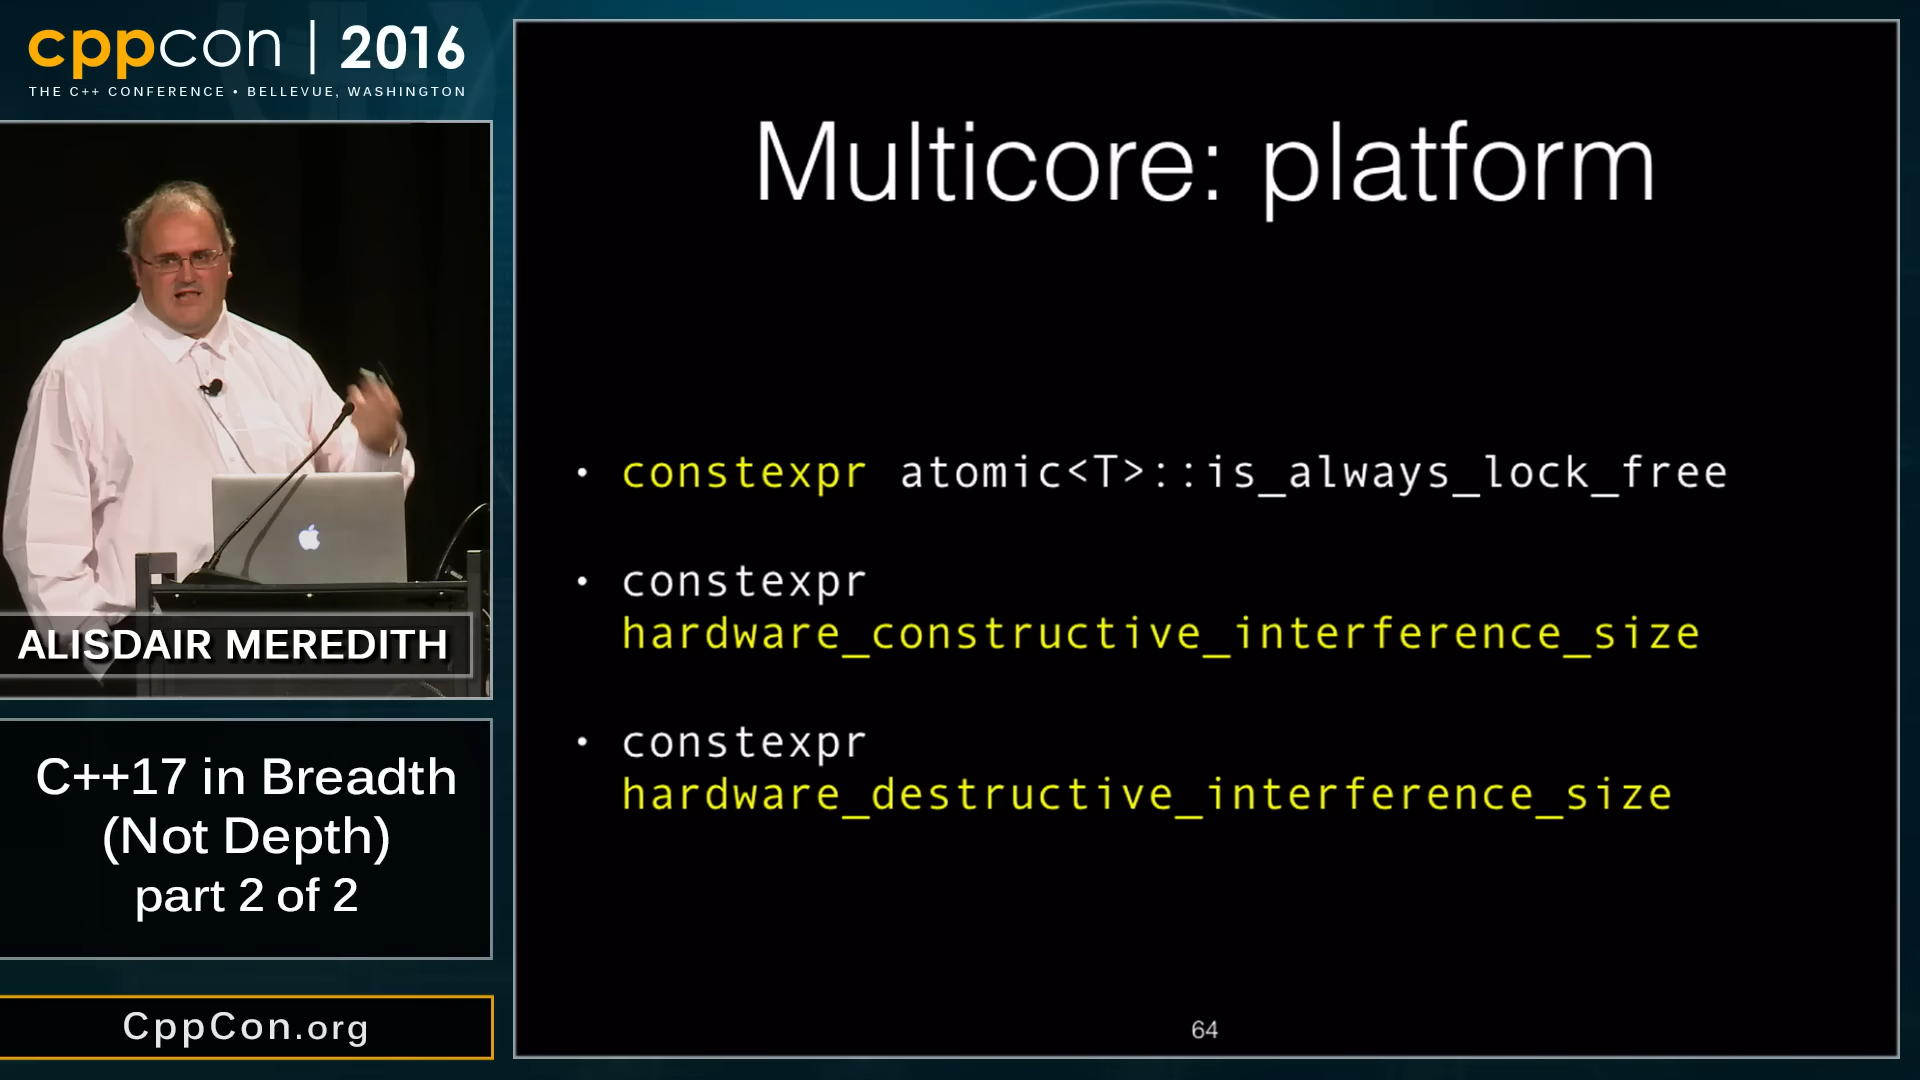 cppcon | 2016
THE C++ CONFERENCE • BELLEVUE, WASHINGTON
ALISDAIR MEREDITH
C++17 in Breadth
(Not Depth)
part 2 of 2
CppCon.org
Multicore: platform
• constexpr atomic<T>::is_always_lock_free
• constexpr
hardware_constructive_interference_size
• constexpr
hardware_destructive_interference_size
64